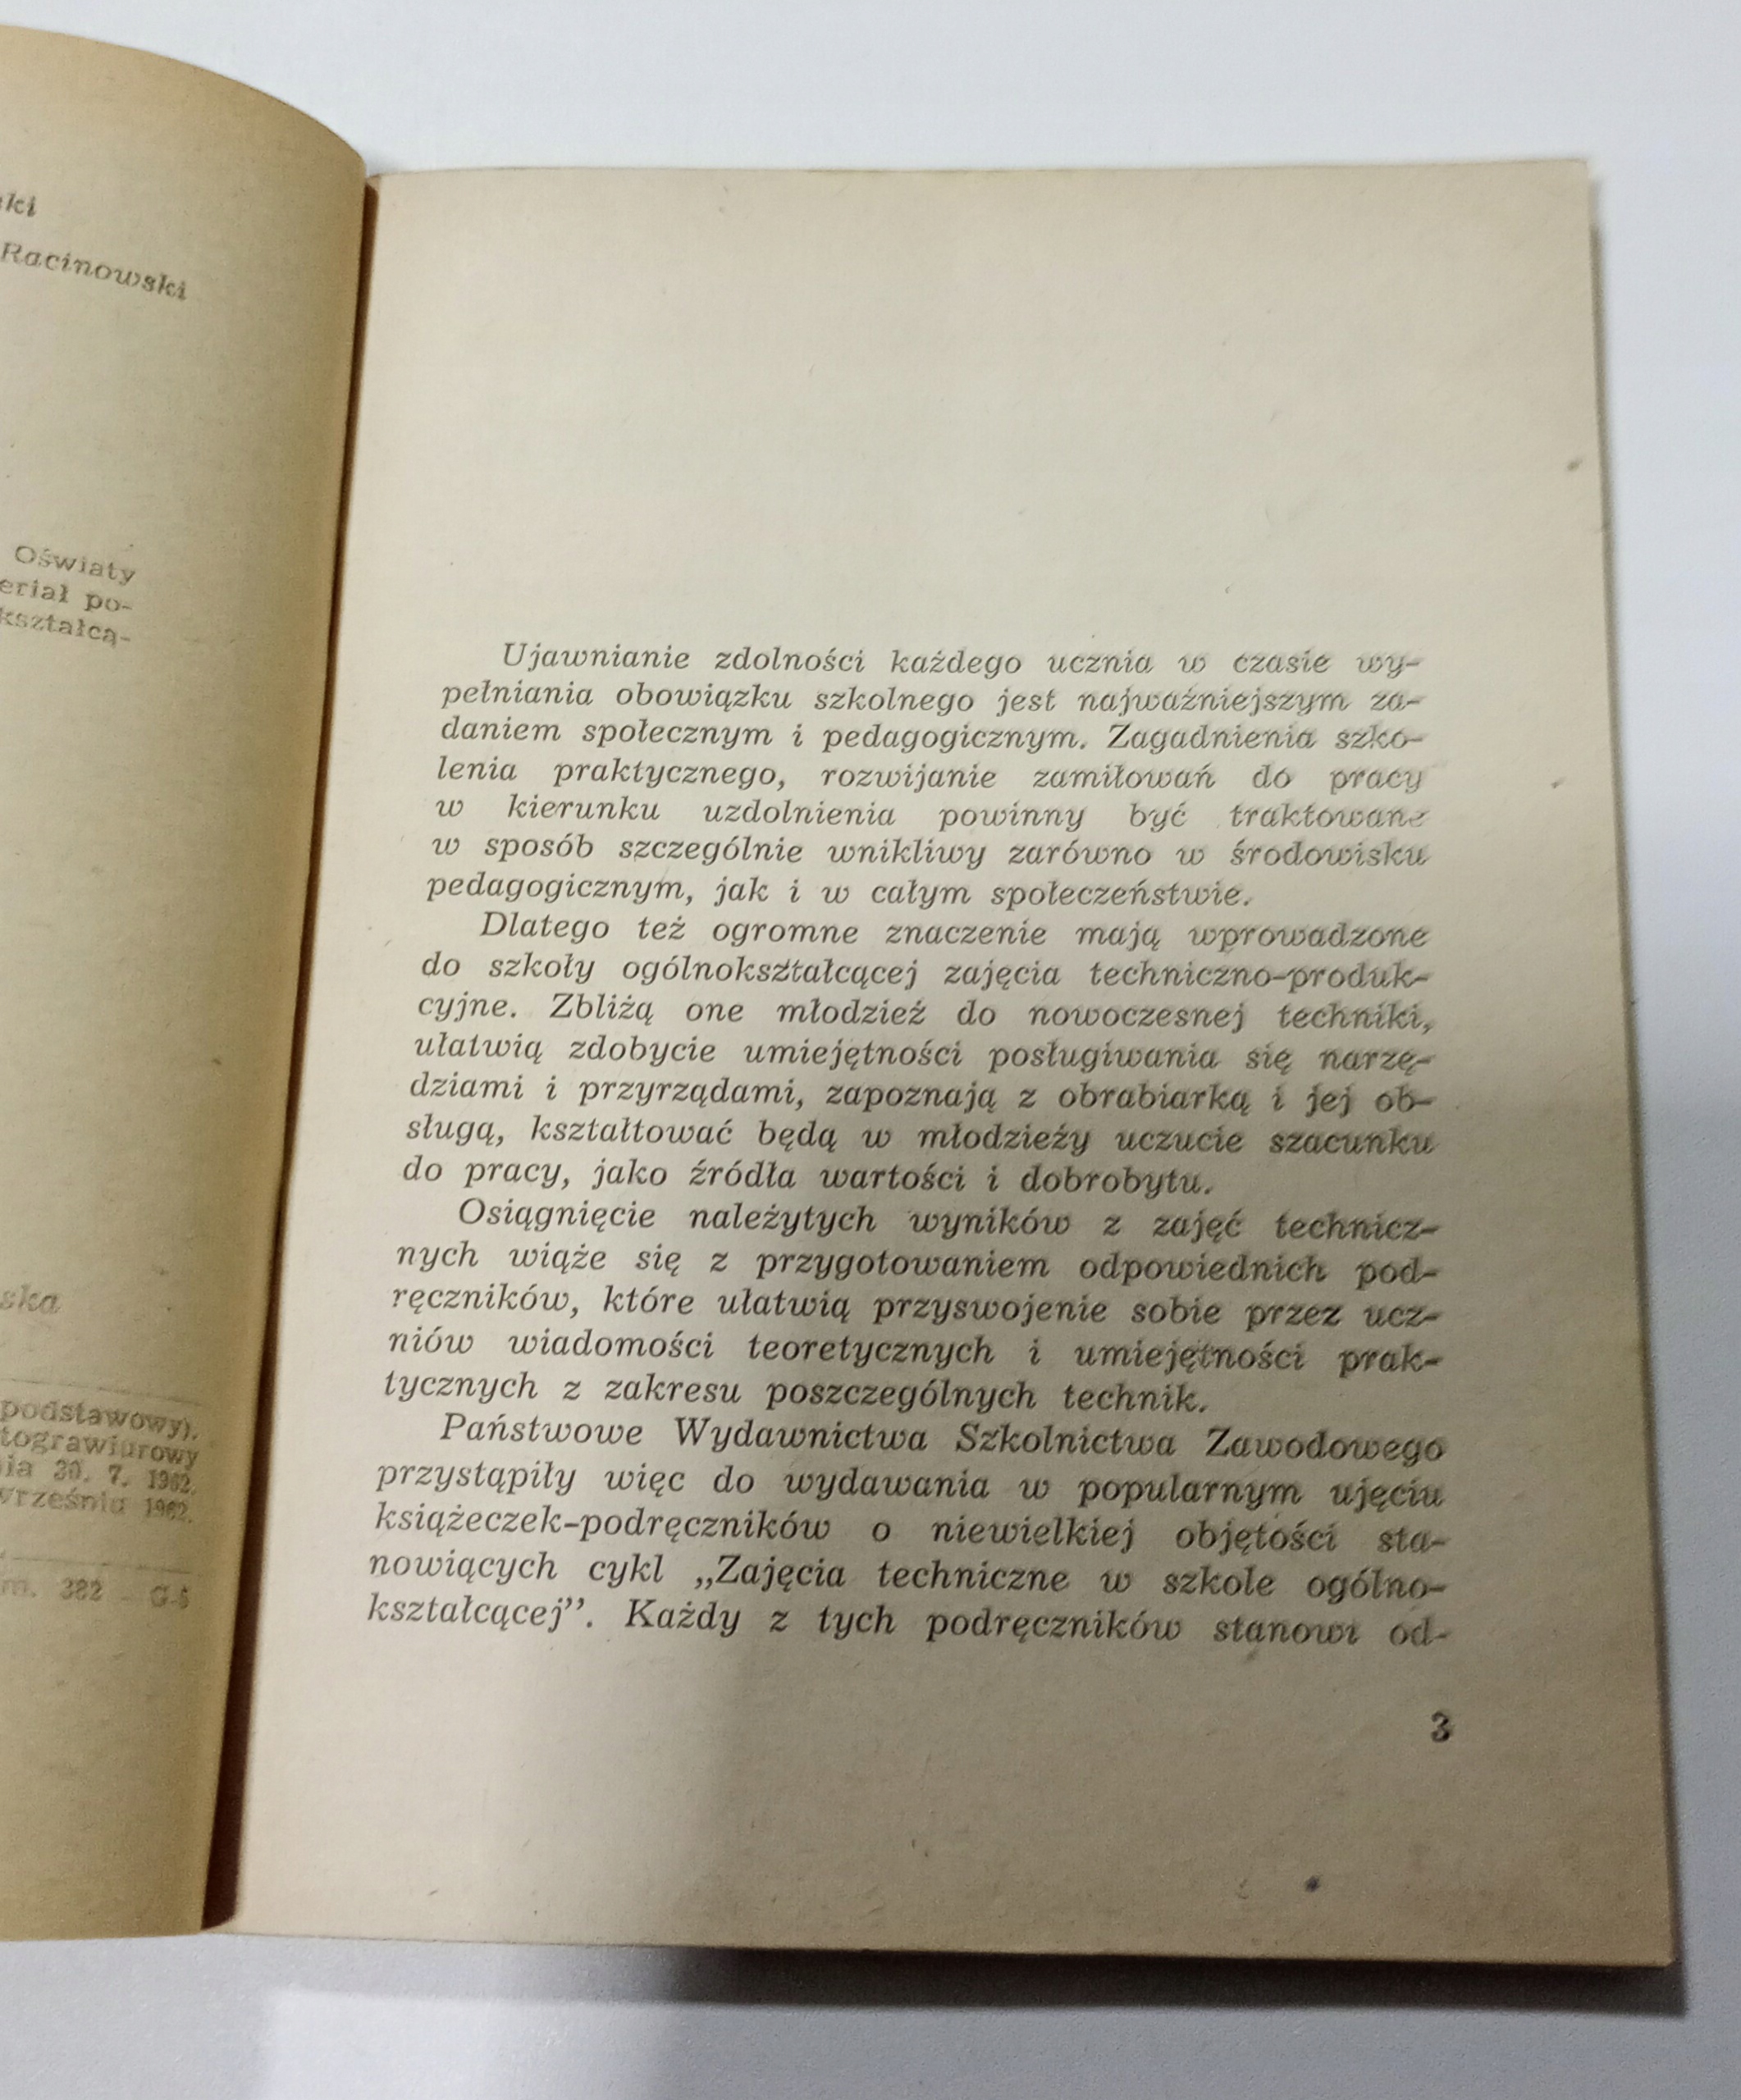 ki
Racinowski
Oświaty
eriał po-
kształcą-
ska
podstawowy).
tograwiurowy
ia 30. 7. 1962.
wrześniu 1962.
m. 382 - G-5
Ujawnianie zdolności każdego ucznia w czasie wy-
pełniania obowiązku szkolnego jest najważniejszym za-
daniem społecznym i pedagogicznym. Zagadnienia szko-
lenia praktycznego, rozwijanie zamiłowań do pracy
w kierunku uzdolnienia powinny być traktowane
w sposób szczególnie wnikliwy zarówno w środowisku
pedagogicznym, jak i w całym społeczeństwie.
Dlatego też ogromne znaczenie mają wprowadzone
do szkoły ogólnokształcącej zajęcia techniczno-produk-
cyjne. Zbliżą one młodzież do nowoczesnej techniki,
ułatwią zdobycie umiejętności posługiwania się narzę-
dziami i przyrządami, zapoznają z obrabiarką i jej ob-
sługą, kształtować będą w młodzieży uczucie szacunku
do pracy, jako źródła wartości i dobrobytu.
Osiągnięcie należytych wyników z zajęć technicz-
nych wiąże się z przygotowaniem odpowiednich pod-
ręczników, które ułatwią przyswojenie sobie przez ucz-
niów wiadomości teoretycznych i umiejętności prak-
tycznych z zakresu poszczególnych technik.
Państwowe Wydawnictwa Szkolnictwa Zawodowego
przystąpiły więc do wydawania w popularnym ujęciu
książeczek-podręczników o niewielkiej objętości sta-
nowiących cykl „Zajęcia techniczne w szkole ogólno-
kształcącej”. Każdy z tych podręczników stanowi od-
3